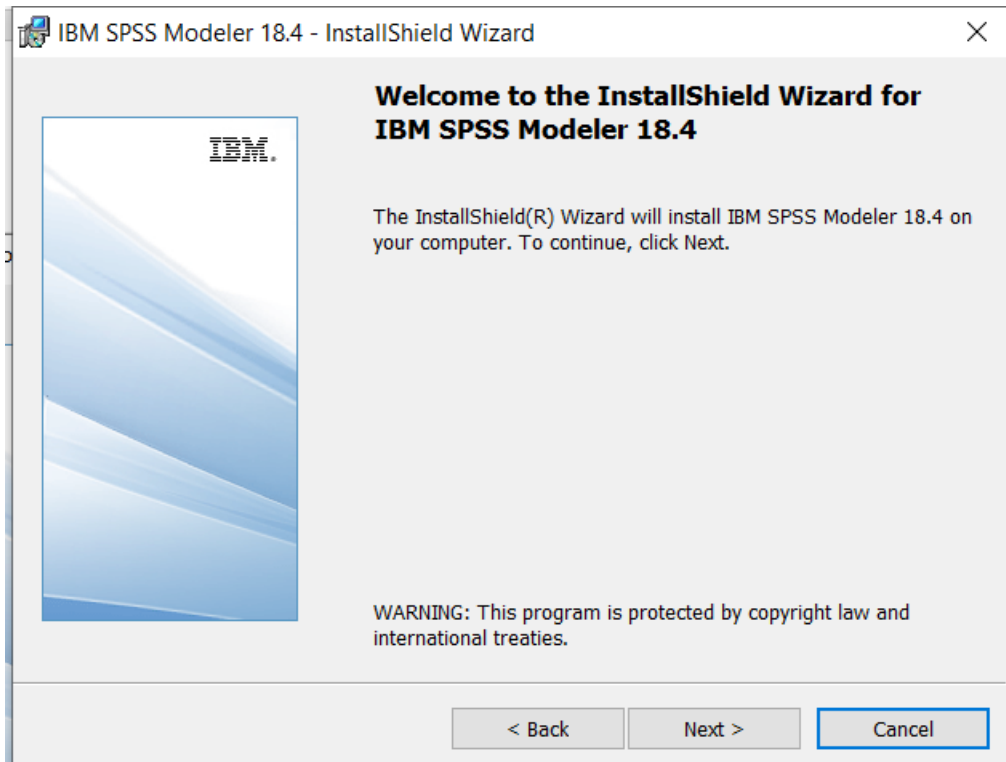 IBM SPSS Modeler 18.4 - InstallShield Wizard
Welcome to the InstallShield Wizard for
IBM SPSS Modeler 18.4
IBM.
The InstallShield(R) Wizard will install IBM SPSS Modeler 18.4 on
your computer. To continue, click Next.
WARNING: This program is protected by copyright law and
international treaties.
< Back
Next >
Cancel